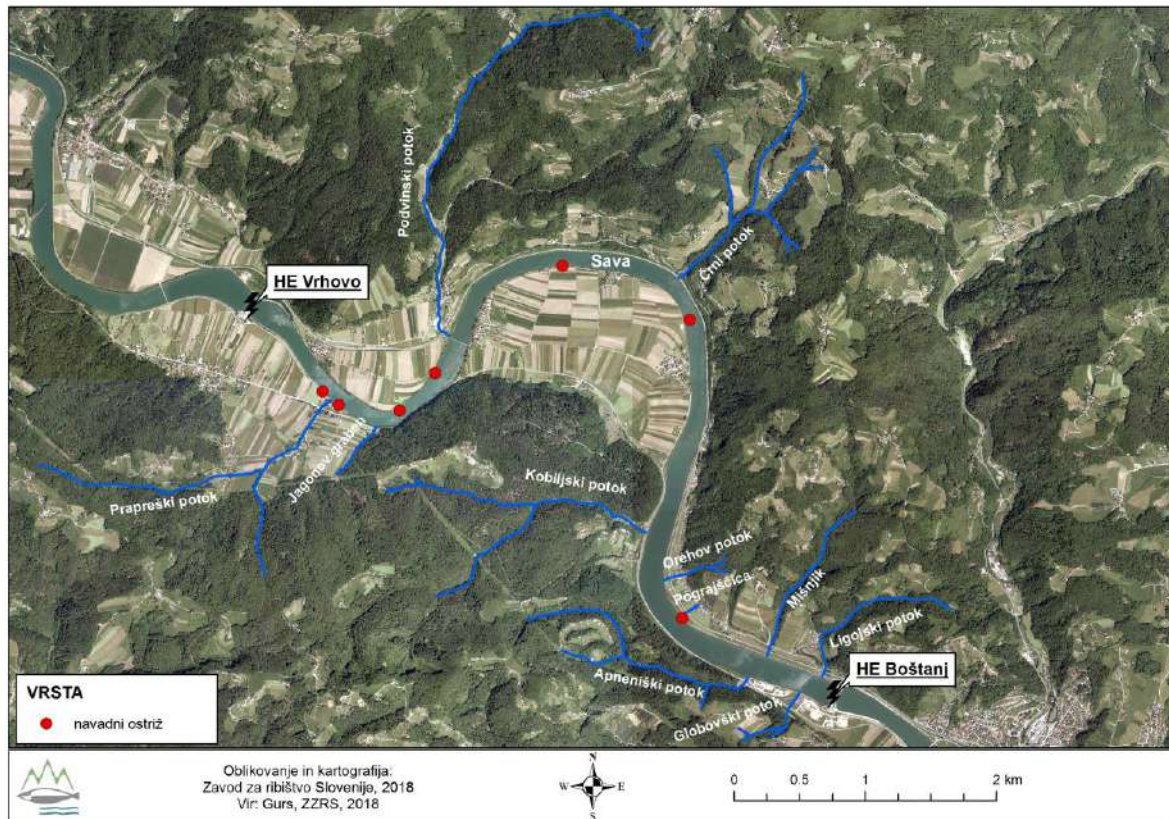 Podvinski potok
Črni potok
Sava
HE Vrhovo
Jagonev graben
Prapreški potok
Kobiljski potok
Orehov potok
Pograjščica
Mišnjik
Ligojski potok
HE Boštanj
Apneniški potok
Globovški potok
VRSTA
navadni ostriž
Oblikovanje in kartografija:
Zavod za ribištvo Slovenije, 2018
Vir: Gurs, ZZRS, 2018
N
W E
S
0 0.5 1 2 km